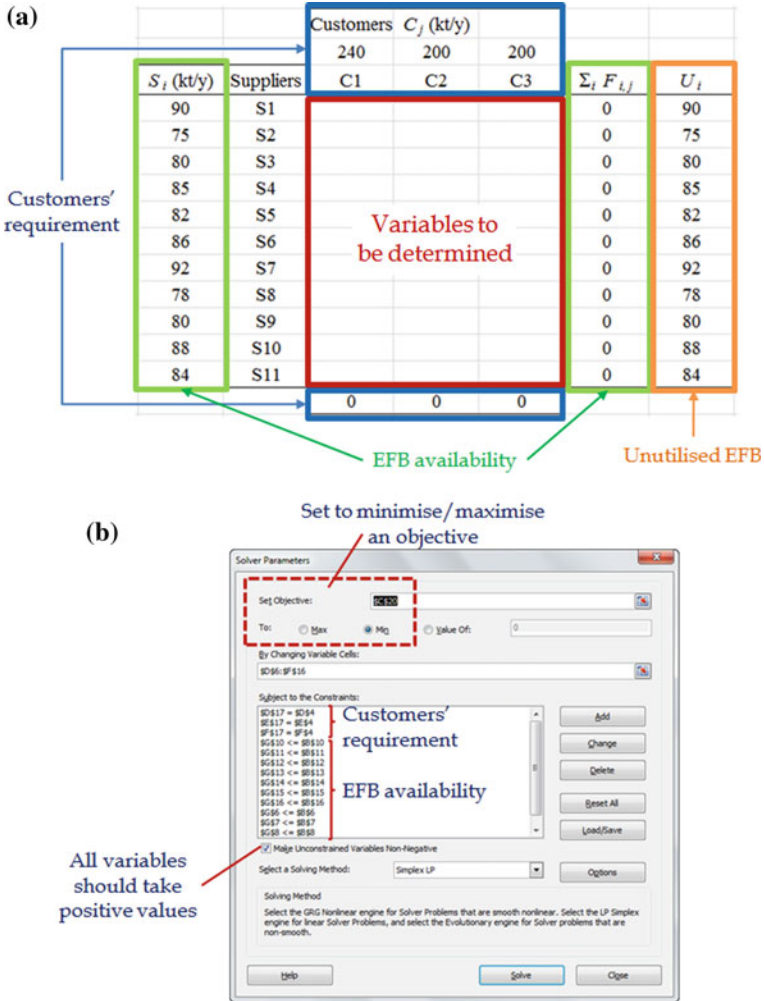 (a)
Customers C j (kt/y)
240 200 200
S i (kt/y) Suppliers C1 C2 C3 Σ i F i,j U i
90 S1 0 90
75 S2 0 75
80 S3 0 80
85 S4 0 85
82 S5 0 82
86 S6 0 86
92 S7 0 92
78 S8 0 78
80 S9 0 80
88 S10 0 88
84 S11 0 84
0 0 0
Customers'
requirement
Variables to
be determined
EFB availability
Unutilised EFB
(b)
Set to minimise/maximise
an objective
Solver Parameters
Set Objective: $C$20
To: Max Min Value Of: 0
By Changing Variable Cells:
$D$6:$F$16
Subject to the Constraints:
$D$17 = $D$4
$E$17 = $E$4
$F$17 = $F$4
$G$10 <= $B$10
$G$11 <= $B$11
$G$12 <= $B$12
$G$13 <= $B$13
$G$14 <= $B$14
$G$15 <= $B$15
$G$16 <= $B$16
$G$6 <= $B$6
$G$7 <= $B$7
$G$8 <= $B$8
Customers'
requirement
EFB availability
Add
Change
Delete
Reset All
Load/Save
Make Unconstrained Variables Non-Negative
Select a Solving Method: Simplex LP Options
All variables
should take
positive values
Solving Method
Select the GRG Nonlinear engine for Solver Problems that are smooth nonlinear. Select the LP Simplex
engine for linear Solver Problems, and select the Evolutionary engine for Solver problems that are
non-smooth.
Help Solve Close